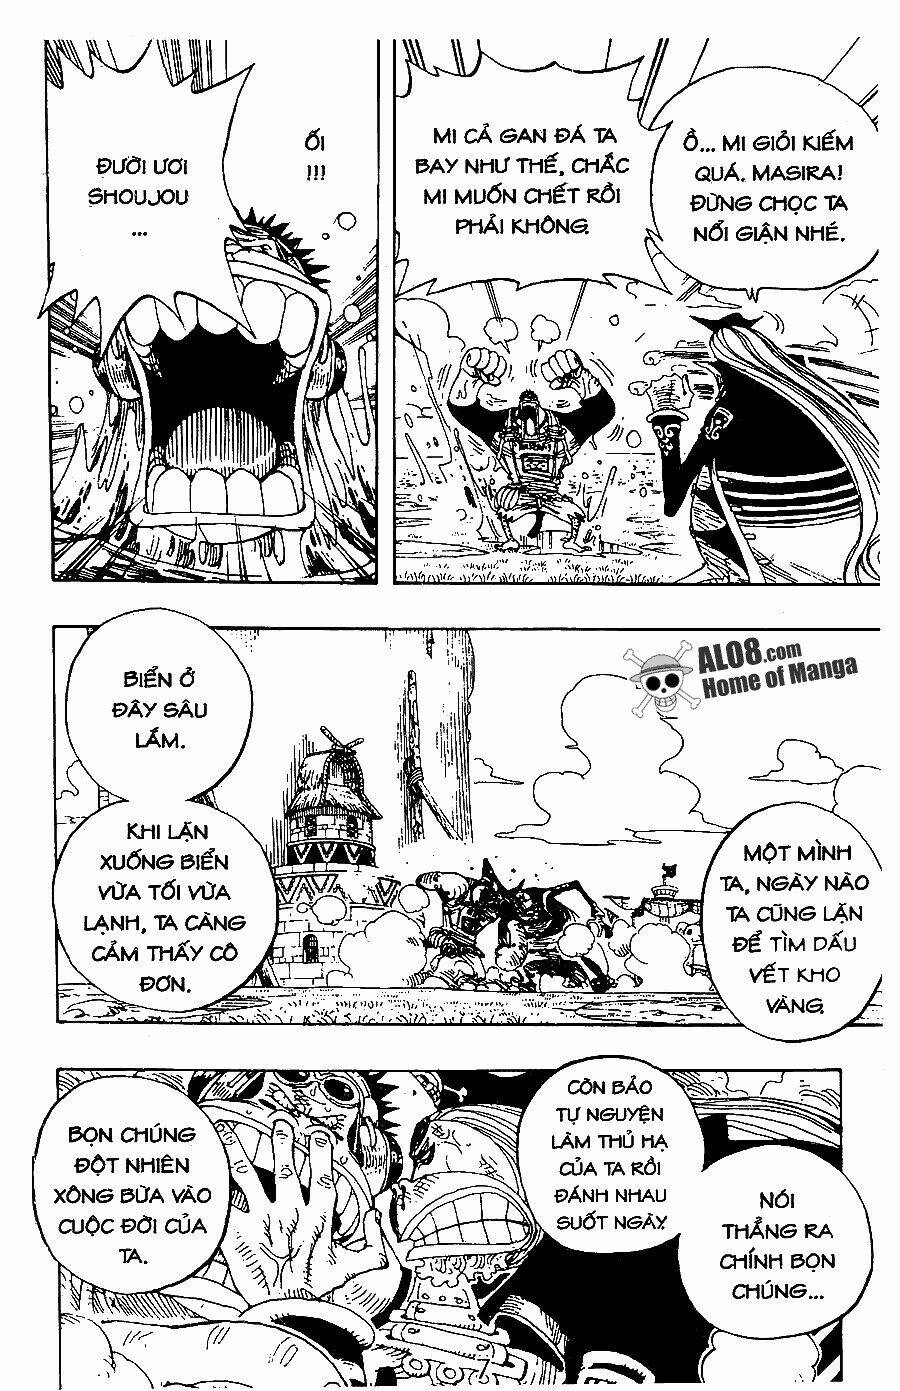 Ồ... MI GIỎI KIẾM
QUÁ. MASIRA!
ĐỪNG CHỌC TA
NỔI GIẬN NHÉ.
MI CẢ GAN ĐÁ TA
BAY NHƯ THẾ, CHẮC
MI MUỐN CHẾT RỒI
PHẢI KHÔNG.
ỐI
!!!
ĐƯỜI ƯƠI
SHOUJOU
...
AL08.com
Home of Manga
MỘT MÌNH
TA, NGÀY NÀO
TA CŨNG LẶN
ĐỂ TÌM DẤU
VẾT KHO
VÀNG.
BIỂN Ở
ĐÂY SÂU
LẮM.
KHI LẶN
XUỐNG BIỂN
VỪA TỐI VỪA
LẠNH, TA CÀNG
CẢM THẤY CÔ
ĐƠN.
NÓI
THẲNG RA
CHÍNH BỌN
CHÚNG...
CÒN BẢO
TỰ NGUYỆN
LÀM THỦ HẠ
CỦA TA RỒI
ĐÁNH NHAU
SUỐT NGÀY.
BỌN CHÚNG
ĐỘT NHIÊN
XÔNG BỪA VÀO
CUỘC ĐỜI CỦA
TA.